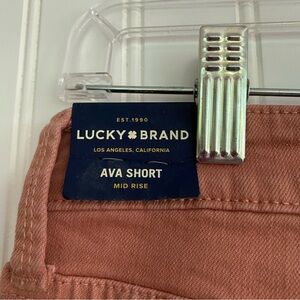 EST.1990
LUCKY BRAND
LOS ANGELES, CALIFORNIA
AVA SHORT
MID RISE